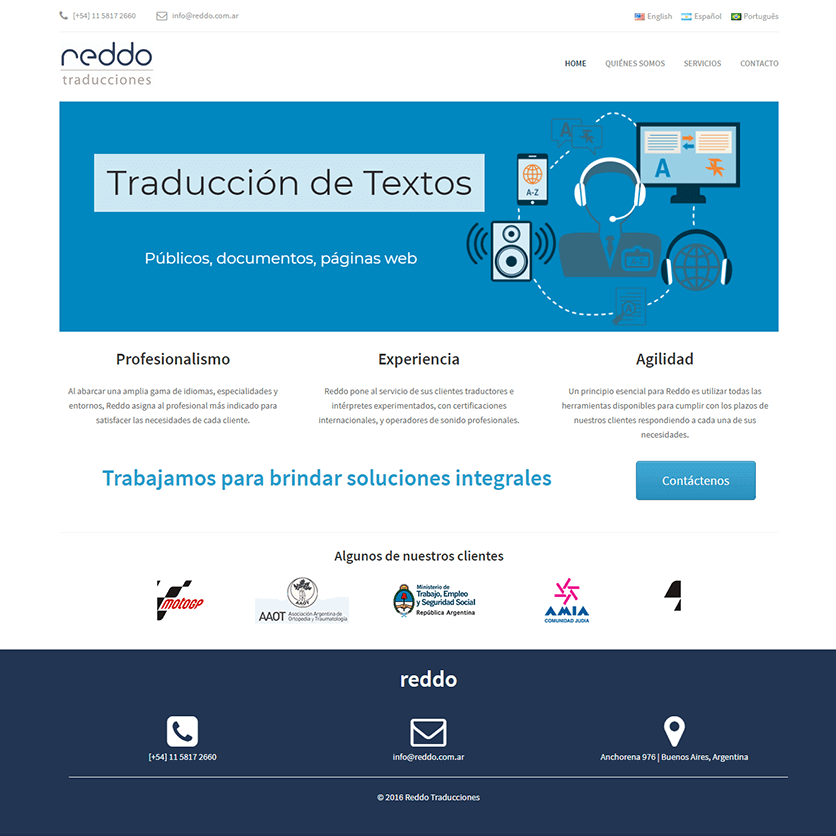 [+54] 11 5817 2660 info@reddo.com.ar English Español Português
reddo
traducciones
HOME QUIÉNES SOMOS SERVICIOS CONTACTO
Traducción de Textos
Públicos, documentos, páginas web
A
A-Z
A
A
Profesionalismo
Al abarcar una amplia gama de idiomas, especialidades y
entornos, Reddo asigna al profesional más indicado para
satisfacer las necesidades de cada cliente.
Experiencia
Reddo pone al servicio de sus clientes traductores e
intérpretes experimentados, con certificaciones
internacionales, y operadores de sonido profesionales.
Agilidad
Un principio esencial para Reddo es utilizar todas las
herramientas disponibles para cumplir con los plazos de
nuestros clientes respondiendo a cada una de sus
necesidades.
Trabajamos para brindar soluciones integrales
Contáctenos
Algunos de nuestros clientes
MotoGP
AAOT
AAOT Asociación Argentina de
Ortopedia y Traumatología
Ministerio de
Trabajo, Empleo
y Seguridad Social
República Argentina
AMIA
COMUNIDAD JUDIA
reddo
[+54] 11 5817 2660
info@reddo.com.ar
Anchorena 976 | Buenos Aires, Argentina
© 2016 Reddo Traducciones